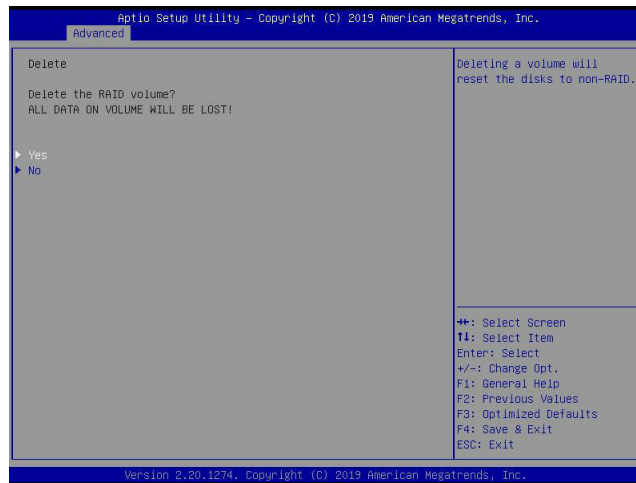 Aptio Setup Utility – Copyright (C) 2019 American Megatrends, Inc.
Advanced
Delete
Delete the RAID volume?
ALL DATA ON VOLUME WILL BE LOST!
Yes
No
Deleting a volume will
reset the disks to non-RAID.
→←: Select Screen
↑↓: Select Item
Enter: Select
+/-: Change Opt.
F1: General Help
F2: Previous Values
F3: Optimized Defaults
F4: Save & Exit
ESC: Exit
Version 2.20.1274. Copyright (C) 2019 American Megatrends, Inc.